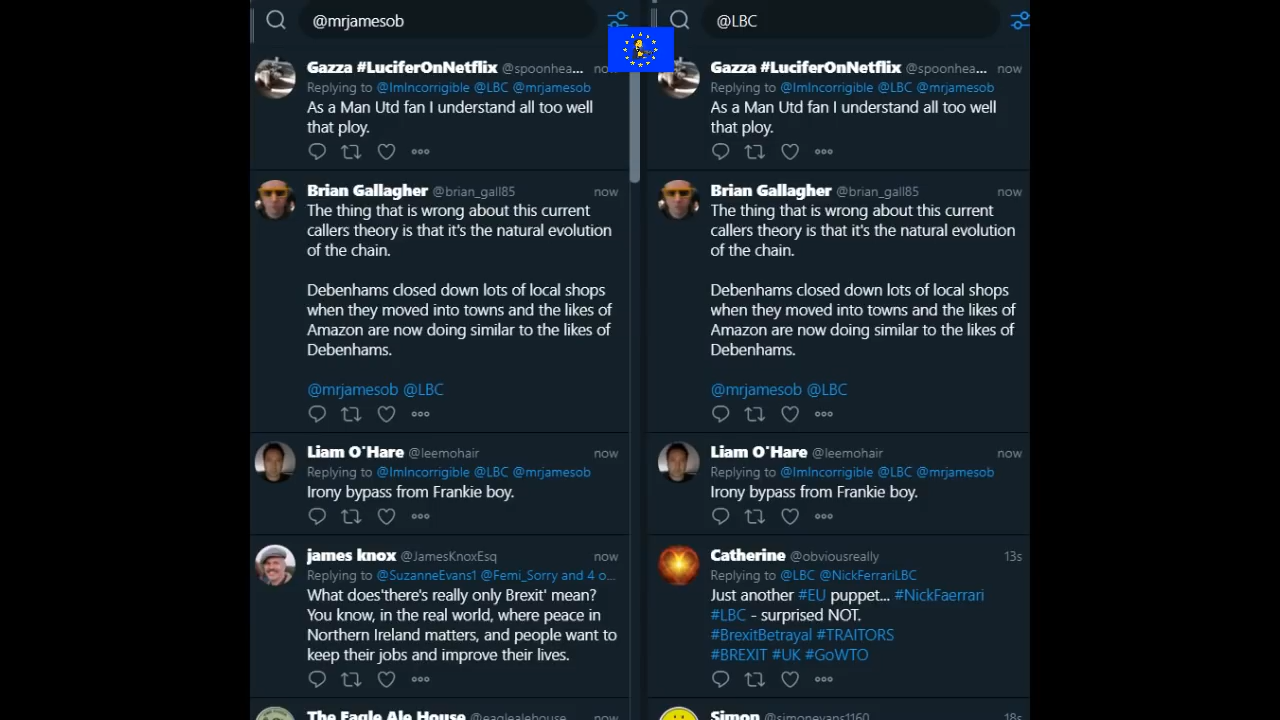 @mrjamesob
Gazza #LuciferOnNetflix @spoonhea... now
Replying to @ImIncorrigible @LBC @mrjamesob
As a Man Utd fan I understand all too well
that ploy.
Brian Gallagher @brian_gall85 now
The thing that is wrong about this current
callers theory is that it's the natural evolution
of the chain.
Debenhams closed down lots of local shops
when they moved into towns and the likes of
Amazon are now doing similar to the likes of
Debenhams.
@mrjamesob @LBC
Liam O'Hare @leemohair now
Replying to @ImIncorrigible @LBC @mrjamesob
Irony bypass from Frankie boy.
james knox @JamesKnoxEsq now
Replying to @SuzanneEvans1 @Femi_Sorry and 4 o...
What does'there's really only Brexit' mean?
You know, in the real world, where peace in
Northern Ireland matters, and people want to
keep their jobs and improve their lives.
The Eagle Ale House @eaglealehouse now
@LBC
Gazza #LuciferOnNetflix @spoonhea... now
Replying to @ImIncorrigible @LBC @mrjamesob
As a Man Utd fan I understand all too well
that ploy.
Brian Gallagher @brian_gall85 now
The thing that is wrong about this current
callers theory is that it's the natural evolution
of the chain.
Debenhams closed down lots of local shops
when they moved into towns and the likes of
Amazon are now doing similar to the likes of
Debenhams.
@mrjamesob @LBC
Liam O'Hare @leemohair now
Replying to @ImIncorrigible @LBC @mrjamesob
Irony bypass from Frankie boy.
Catherine @obviousreally 13s
Replying to @LBC @NickFerrariLBC
Just another #EU puppet... #NickFaerrari
#LBC - surprised NOT.
#BrexitBetrayal #TRAITORS
#BREXIT #UK #GoWTO
Simon @simonevans1160 18s